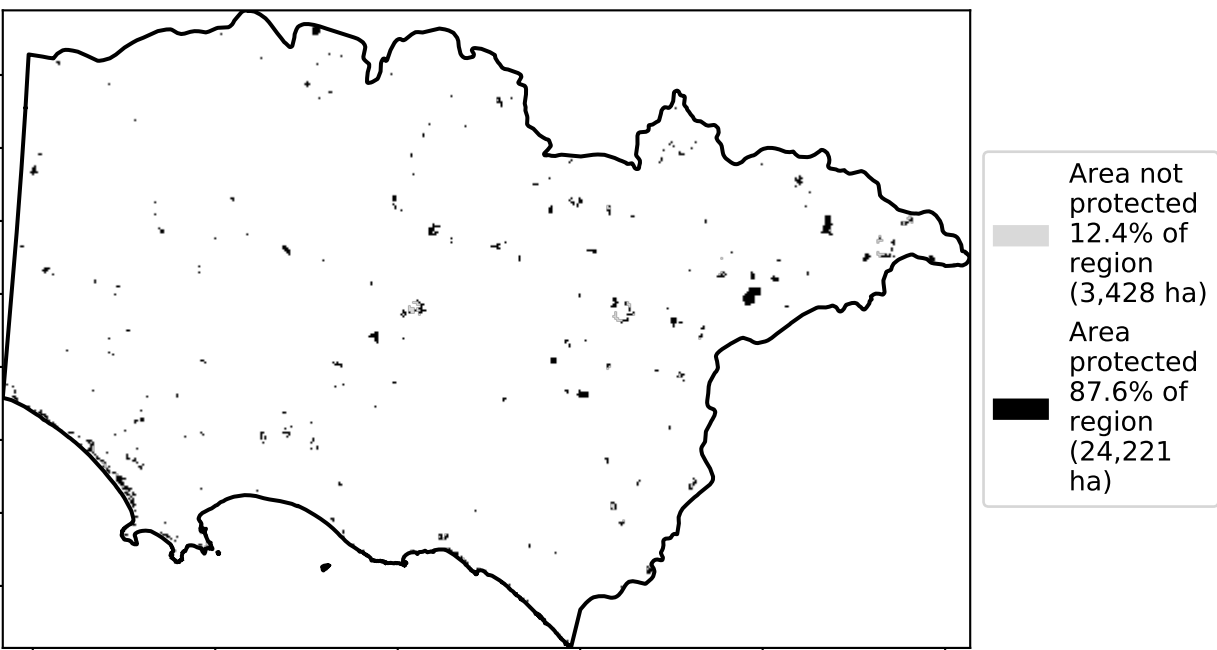 Area not
protected
12.4% of
region
(3,428 ha)
Area
protected
87.6% of
region
(24,221
ha)